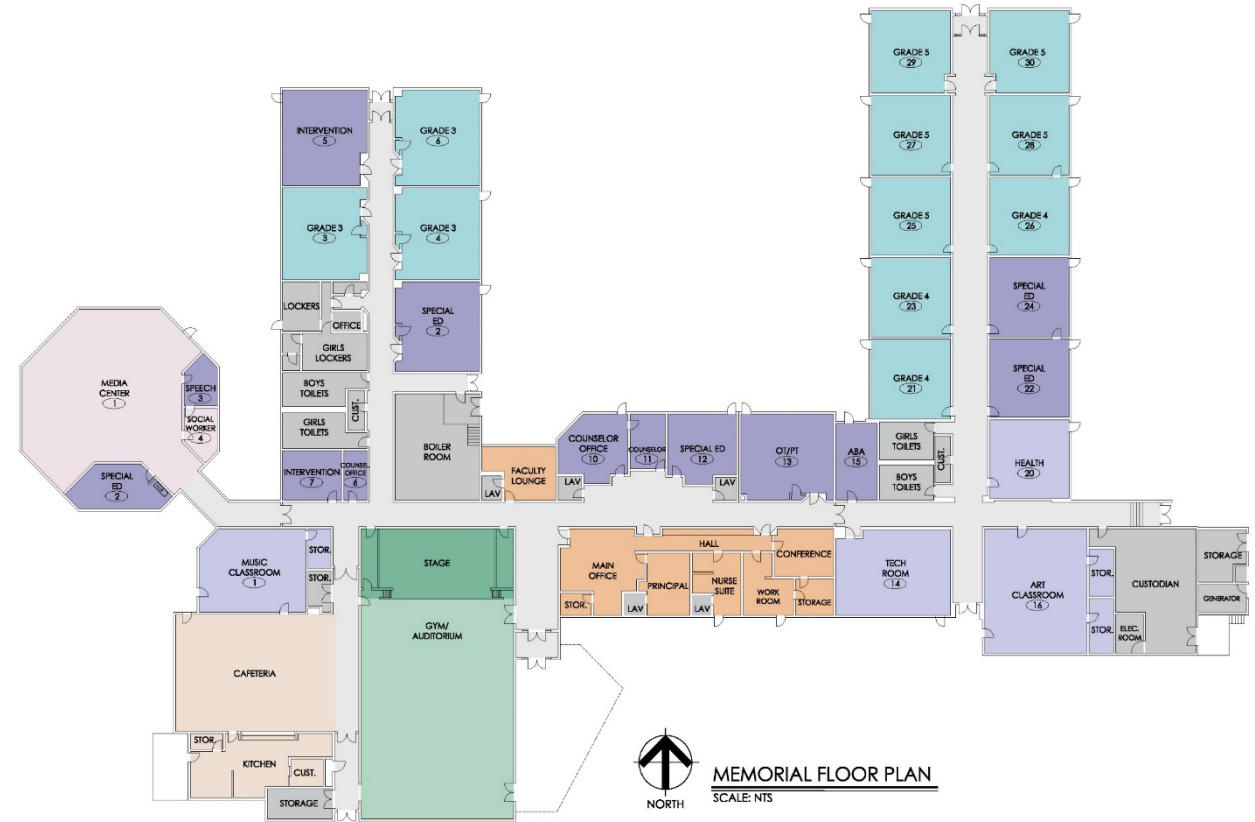 GRADE 5
29
GRADE 5
30
INTERVENTION
5
GRADE 3
6
GRADE 5
27
GRADE 5
28
GRADE 3
3
GRADE 3
4
GRADE 5
25
GRADE 4
26
LOCKERS
OFFICE
GIRLS
LOCKERS
SPECIAL
ED
2
GRADE 4
23
SPECIAL
ED
24
MEDIA
CENTER
1
SPEECH
3
SOCIAL
WORKER
4
SPECIAL
ED
2
BOYS
TOILETS
CUST.
GIRLS
TOILETS
INTERVENTION
7
COUNSEL.
OFFICE
6
BOILER
ROOM
FACULTY
LOUNGE
LAV
LAV
COUNSELOR
OFFICE
10
COUNSELOR
11
SPECIAL ED
12
LAV
OT/PT
13
ABA
15
GRADE 4
21
SPECIAL
ED
22
GIRLS
TOILETS
BOYS
TOILETS
CUST.
HEALTH
20
MUSIC
CLASSROOM
1
STOR.
STOR.
STAGE
MAIN
OFFICE
STOR.
LAV
HALL
PRINCIPAL
LAV
NURSE
SUITE
WORK
ROOM
CONFERENCE
STORAGE
TECH
ROOM
14
ART
CLASSROOM
16
STOR.
STOR.
CUSTODIAN
ELEC.
ROOM
STORAGE
GENERATOR
GYM/
AUDITORIUM
CAFETERIA
STOR.
KITCHEN
CUST.
STORAGE
NORTH
MEMORIAL FLOOR PLAN
SCALE: NTS